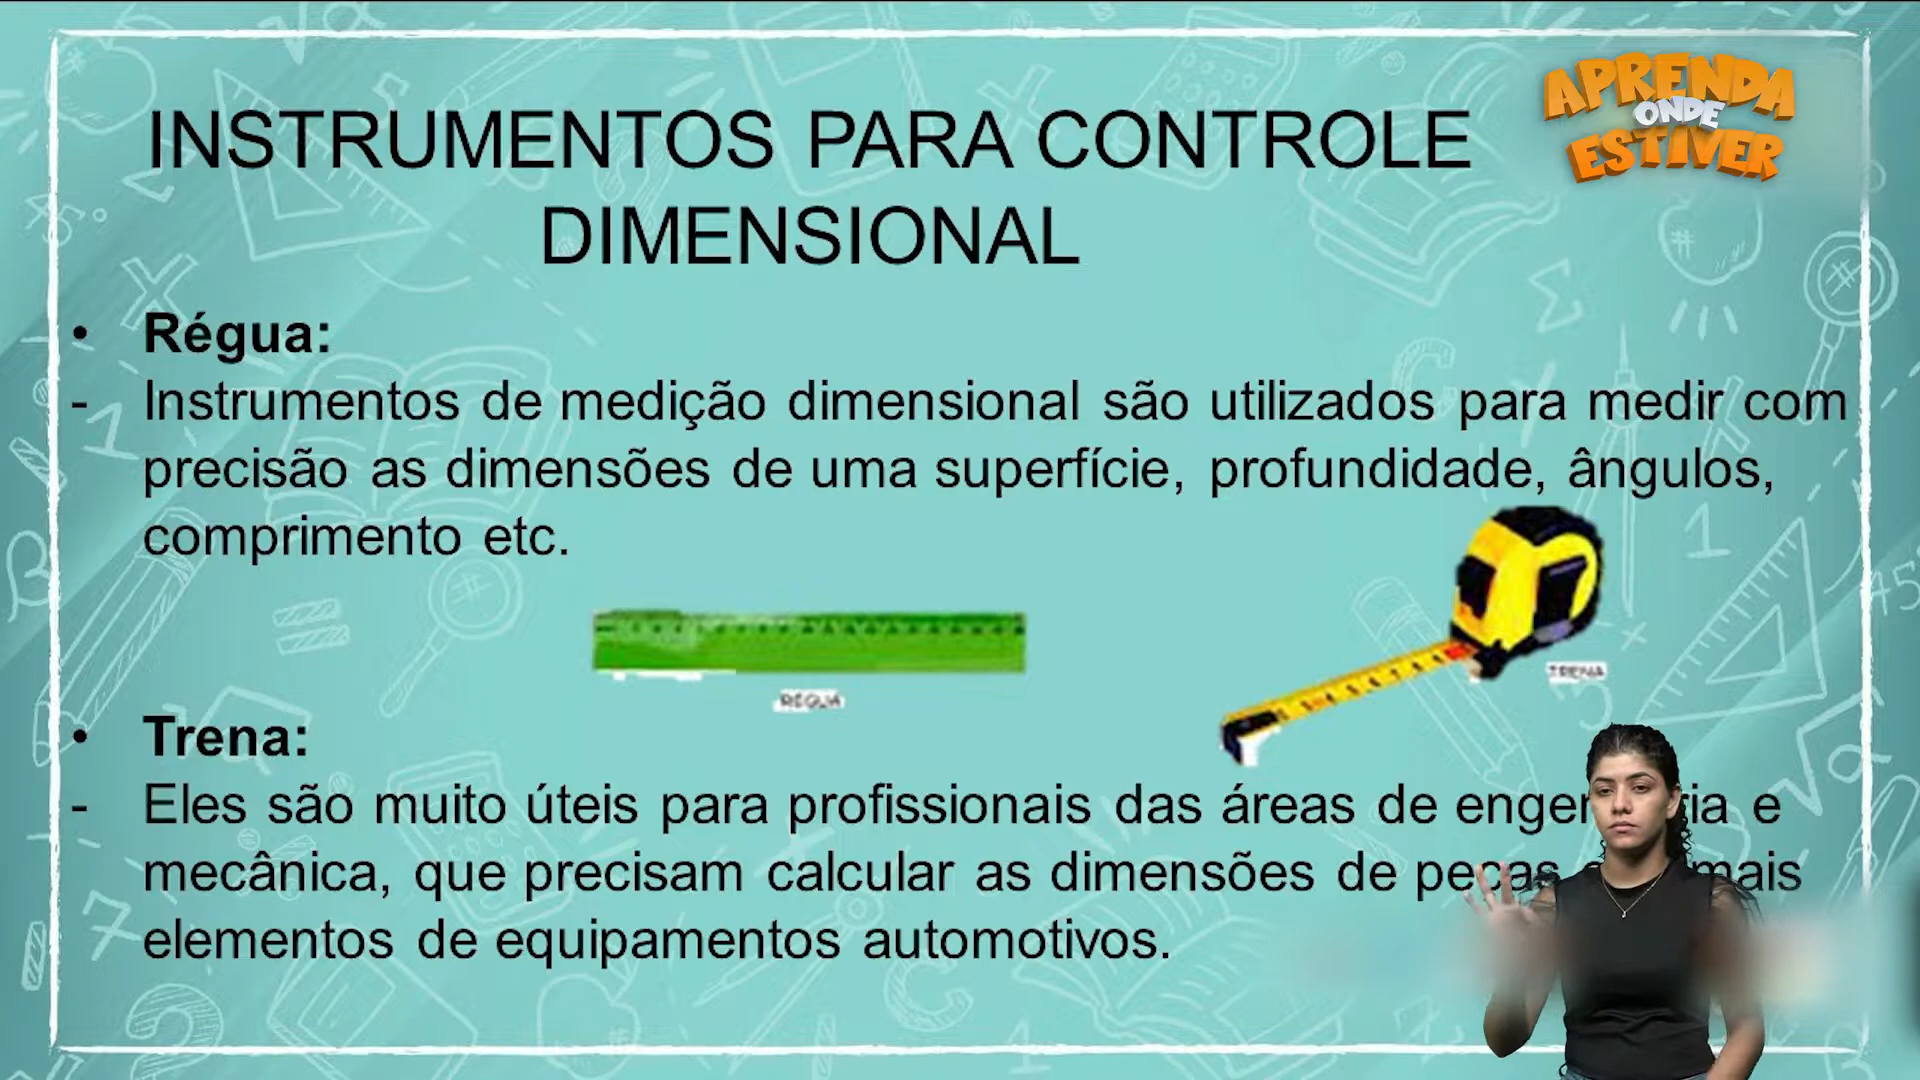 APRENDA
ONDE
ESTIVER
INSTRUMENTOS PARA CONTROLE
DIMENSIONAL
• Régua:
- Instrumentos de medição dimensional são utilizados para medir com
precisão as dimensões de uma superfície, profundidade, ângulos,
comprimento etc.
RÉGUA
TRENA
• Trena:
- Eles são muito úteis para profissionais das áreas de engenharia e
mecânica, que precisam calcular as dimensões de peças mais
elementos de equipamentos automotivos.